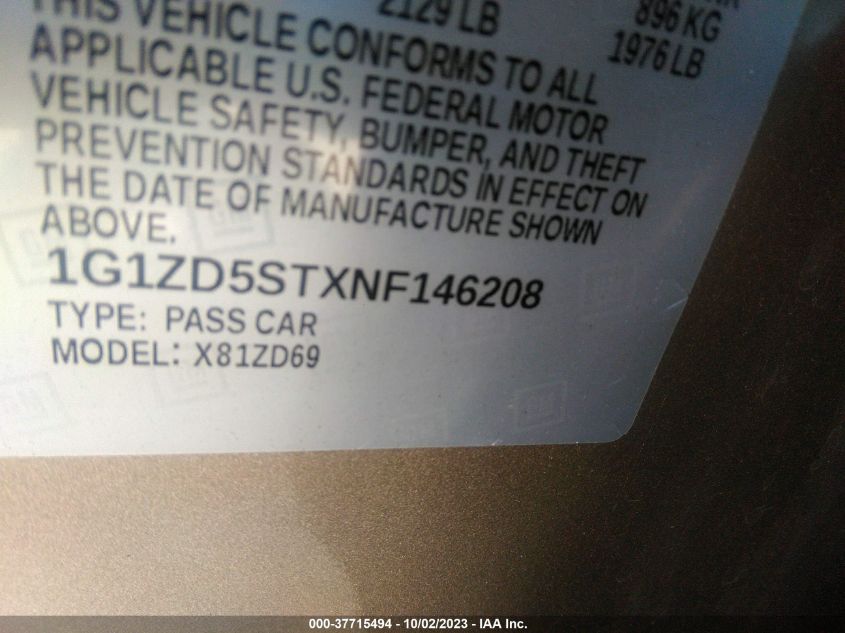 THIS VEHICLE CONFORMS TO ALL
2129 LB
896 KG
1976 LB
APPLICABLE U.S. FEDERAL MOTOR
VEHICLE SAFETY, BUMPER, AND THEFT
PREVENTION STANDARDS IN EFFECT ON
THE DATE OF MANUFACTURE SHOWN
ABOVE.
1G1ZD5STXNF146208
TYPE: PASS CAR
MODEL: X81ZD69
000-37715494 - 10/02/2023 - IAA Inc.